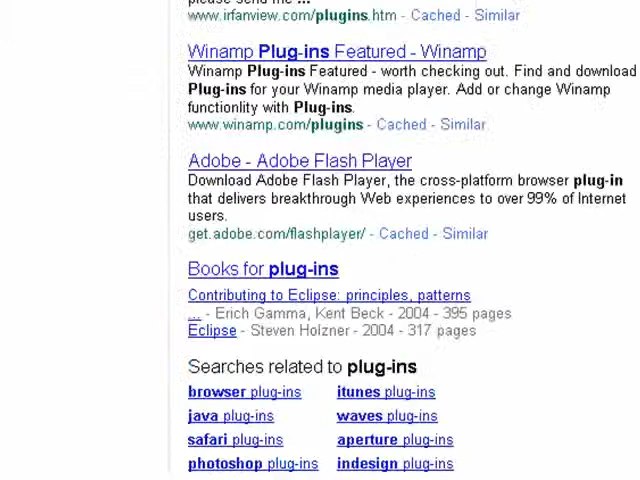 please send me ...
www.irfanview.com/plugins.htm - Cached - Similar
Winamp Plug-ins Featured - Winamp
Winamp Plug-ins Featured - worth checking out. Find and download
Plug-ins for your Winamp media player. Add or change Winamp
functionlity with Plug-ins.
www.winamp.com/plugins - Cached - Similar
Adobe - Adobe Flash Player
Download Adobe Flash Player, the cross-platform browser plug-in
that delivers breakthrough Web experiences to over 99% of Internet
users.
get.adobe.com/flashplayer/ - Cached - Similar
Books for plug-ins
Contributing to Eclipse: principles, patterns
... - Erich Gamma, Kent Beck - 2004 - 395 pages
Eclipse - Steven Holzner - 2004 - 317 pages
Searches related to plug-ins
browser plug-ins itunes plug-ins
java plug-ins waves plug-ins
safari plug-ins aperture plug-ins
photoshop plug-ins indesign plug-ins